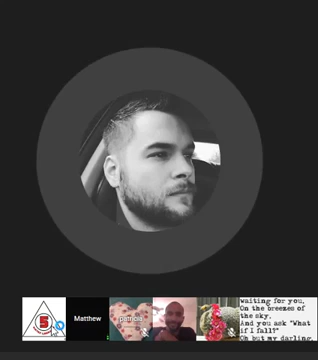 S
Matthew
patricia
waiting for you,
On the breezes of
the sky,
And you ask "What
if I fall?"
Oh but my darling,